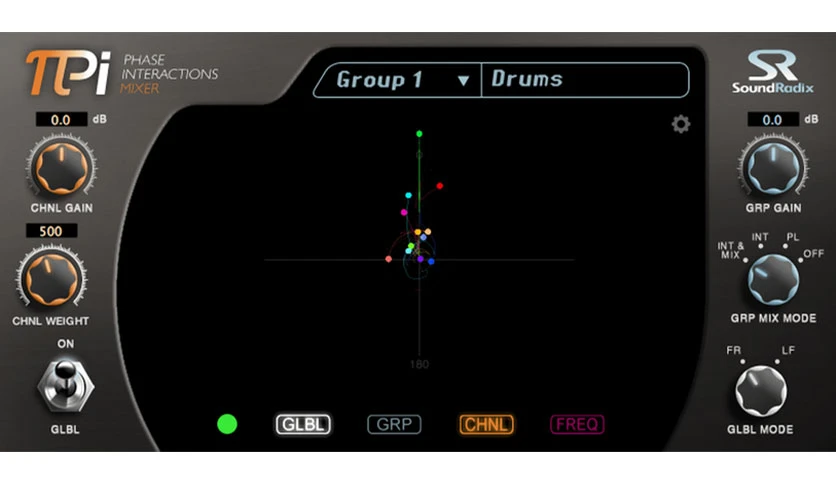 πPi PHASE
INTERACTIONS
MIXER
Group 1 ▼ Drums
SR
SoundRadix
0.0 dB
CHNL GAIN
500
CHNL WEIGHT
ON
GLBL
180
GLBL GRP CHNL FREQ
0.0 dB
GRP GAIN
INT &
MIX INT PL OFF
GRP MIX MODE
FR LF
GLBL MODE